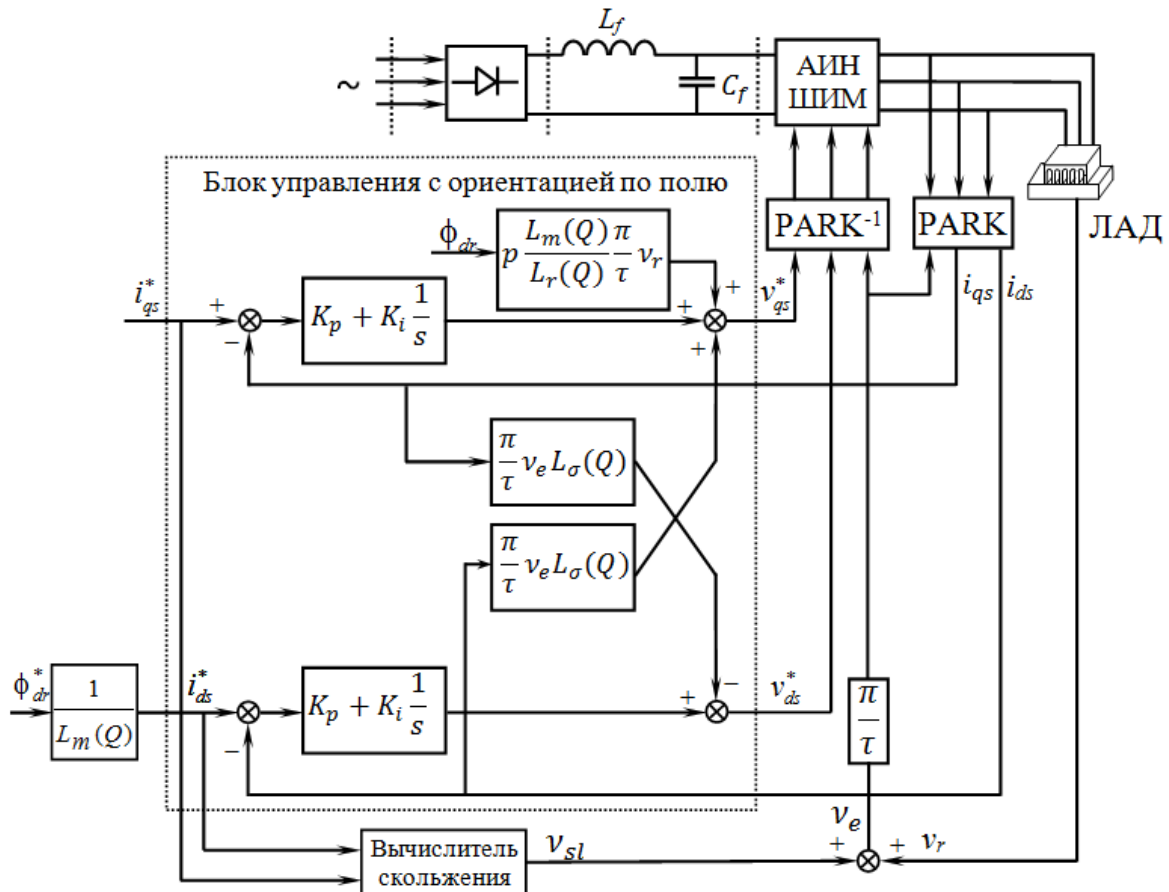 L_f
~
C_f
АИН
ШИМ
Блок управления с ориентацией по полю
PARK⁻¹
PARK
ЛАД
ϕ_dr
p L_m(Q)/L_r(Q) π/τ ν_r
i*_qs
+
−
K_p + K_i 1/s
+
+
+
v*_qs
i_qs
i_ds
π/τ ν_e L_σ(Q)
π/τ ν_e L_σ(Q)
ϕ*_dr
1/L_m(Q)
i*_ds
−
K_p + K_i 1/s
+
−
v*_ds
π/τ
ν_e
Вычислитель
скольжения
ν_sl
+
+
ν_r